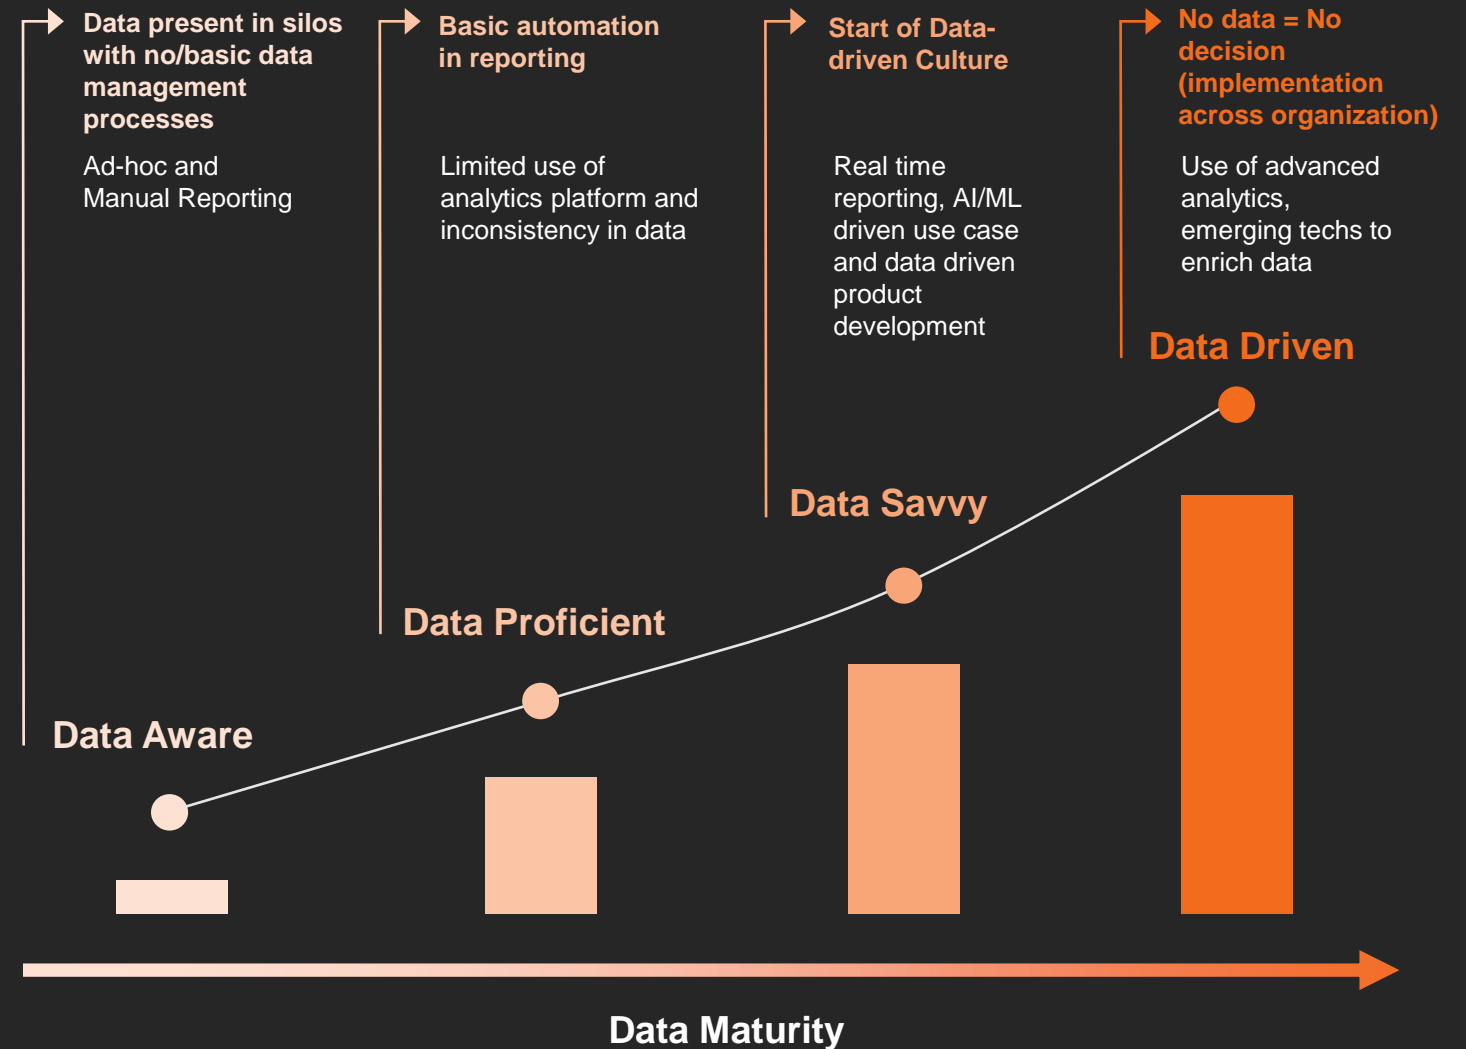 Data present in silos
with no/basic data
management
processes
Ad-hoc and
Manual Reporting
Data Aware
Basic automation
in reporting
Limited use of
analytics platform and
inconsistency in data
Data Proficient
Start of Data-
driven Culture
Real time
reporting, AI/ML
driven use case
and data driven
product
development
Data Savvy
No data = No
decision
(implementation
across organization)
Use of advanced
analytics,
emerging techs to
enrich data
Data Driven
Data Maturity